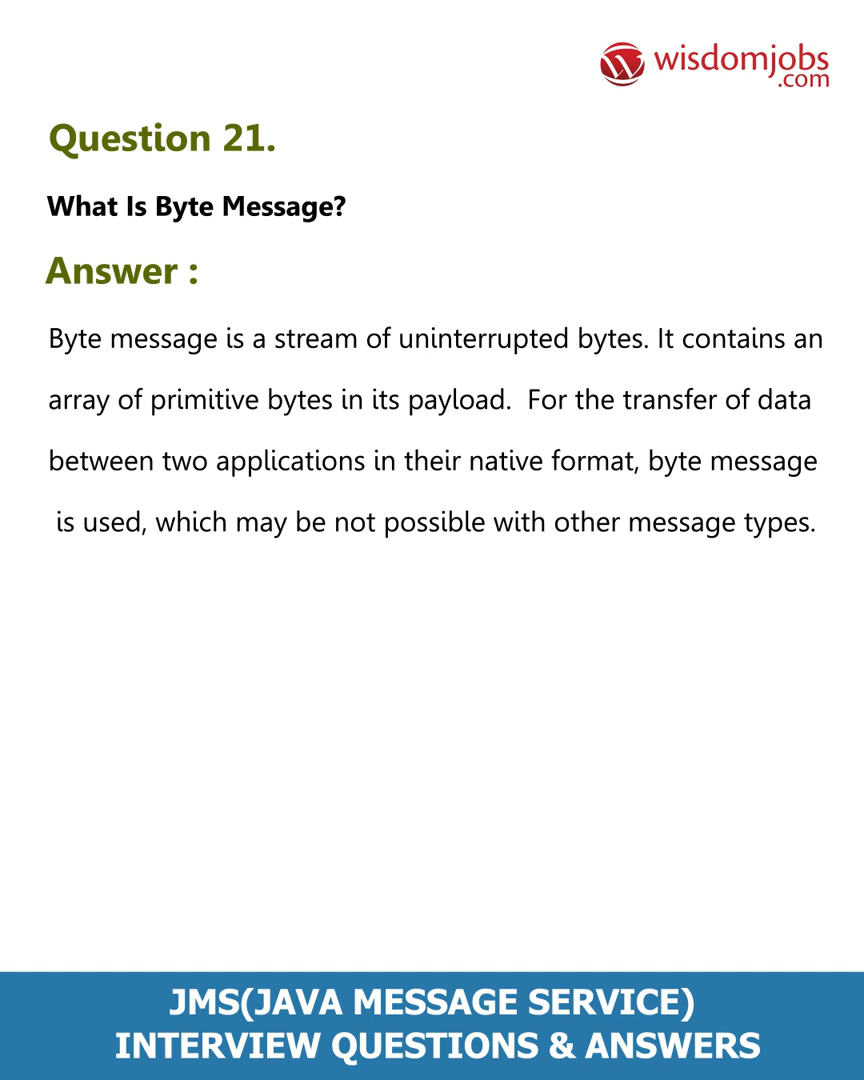 wisdomjobs
.com
Question 21.
What Is Byte Message?
Answer :
Byte message is a stream of uninterrupted bytes. It contains an
array of primitive bytes in its payload.  For the transfer of data
between two applications in their native format, byte message
is used, which may be not possible with other message types.
JMS(JAVA MESSAGE SERVICE)
INTERVIEW QUESTIONS & ANSWERS